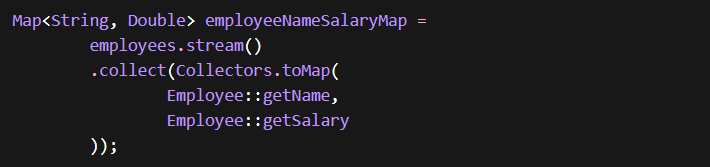 Map<String, Double> employeeNameSalaryMap =
        employees.stream()
        .collect(Collectors.toMap(
                Employee::getName,
                Employee::getSalary
        ));